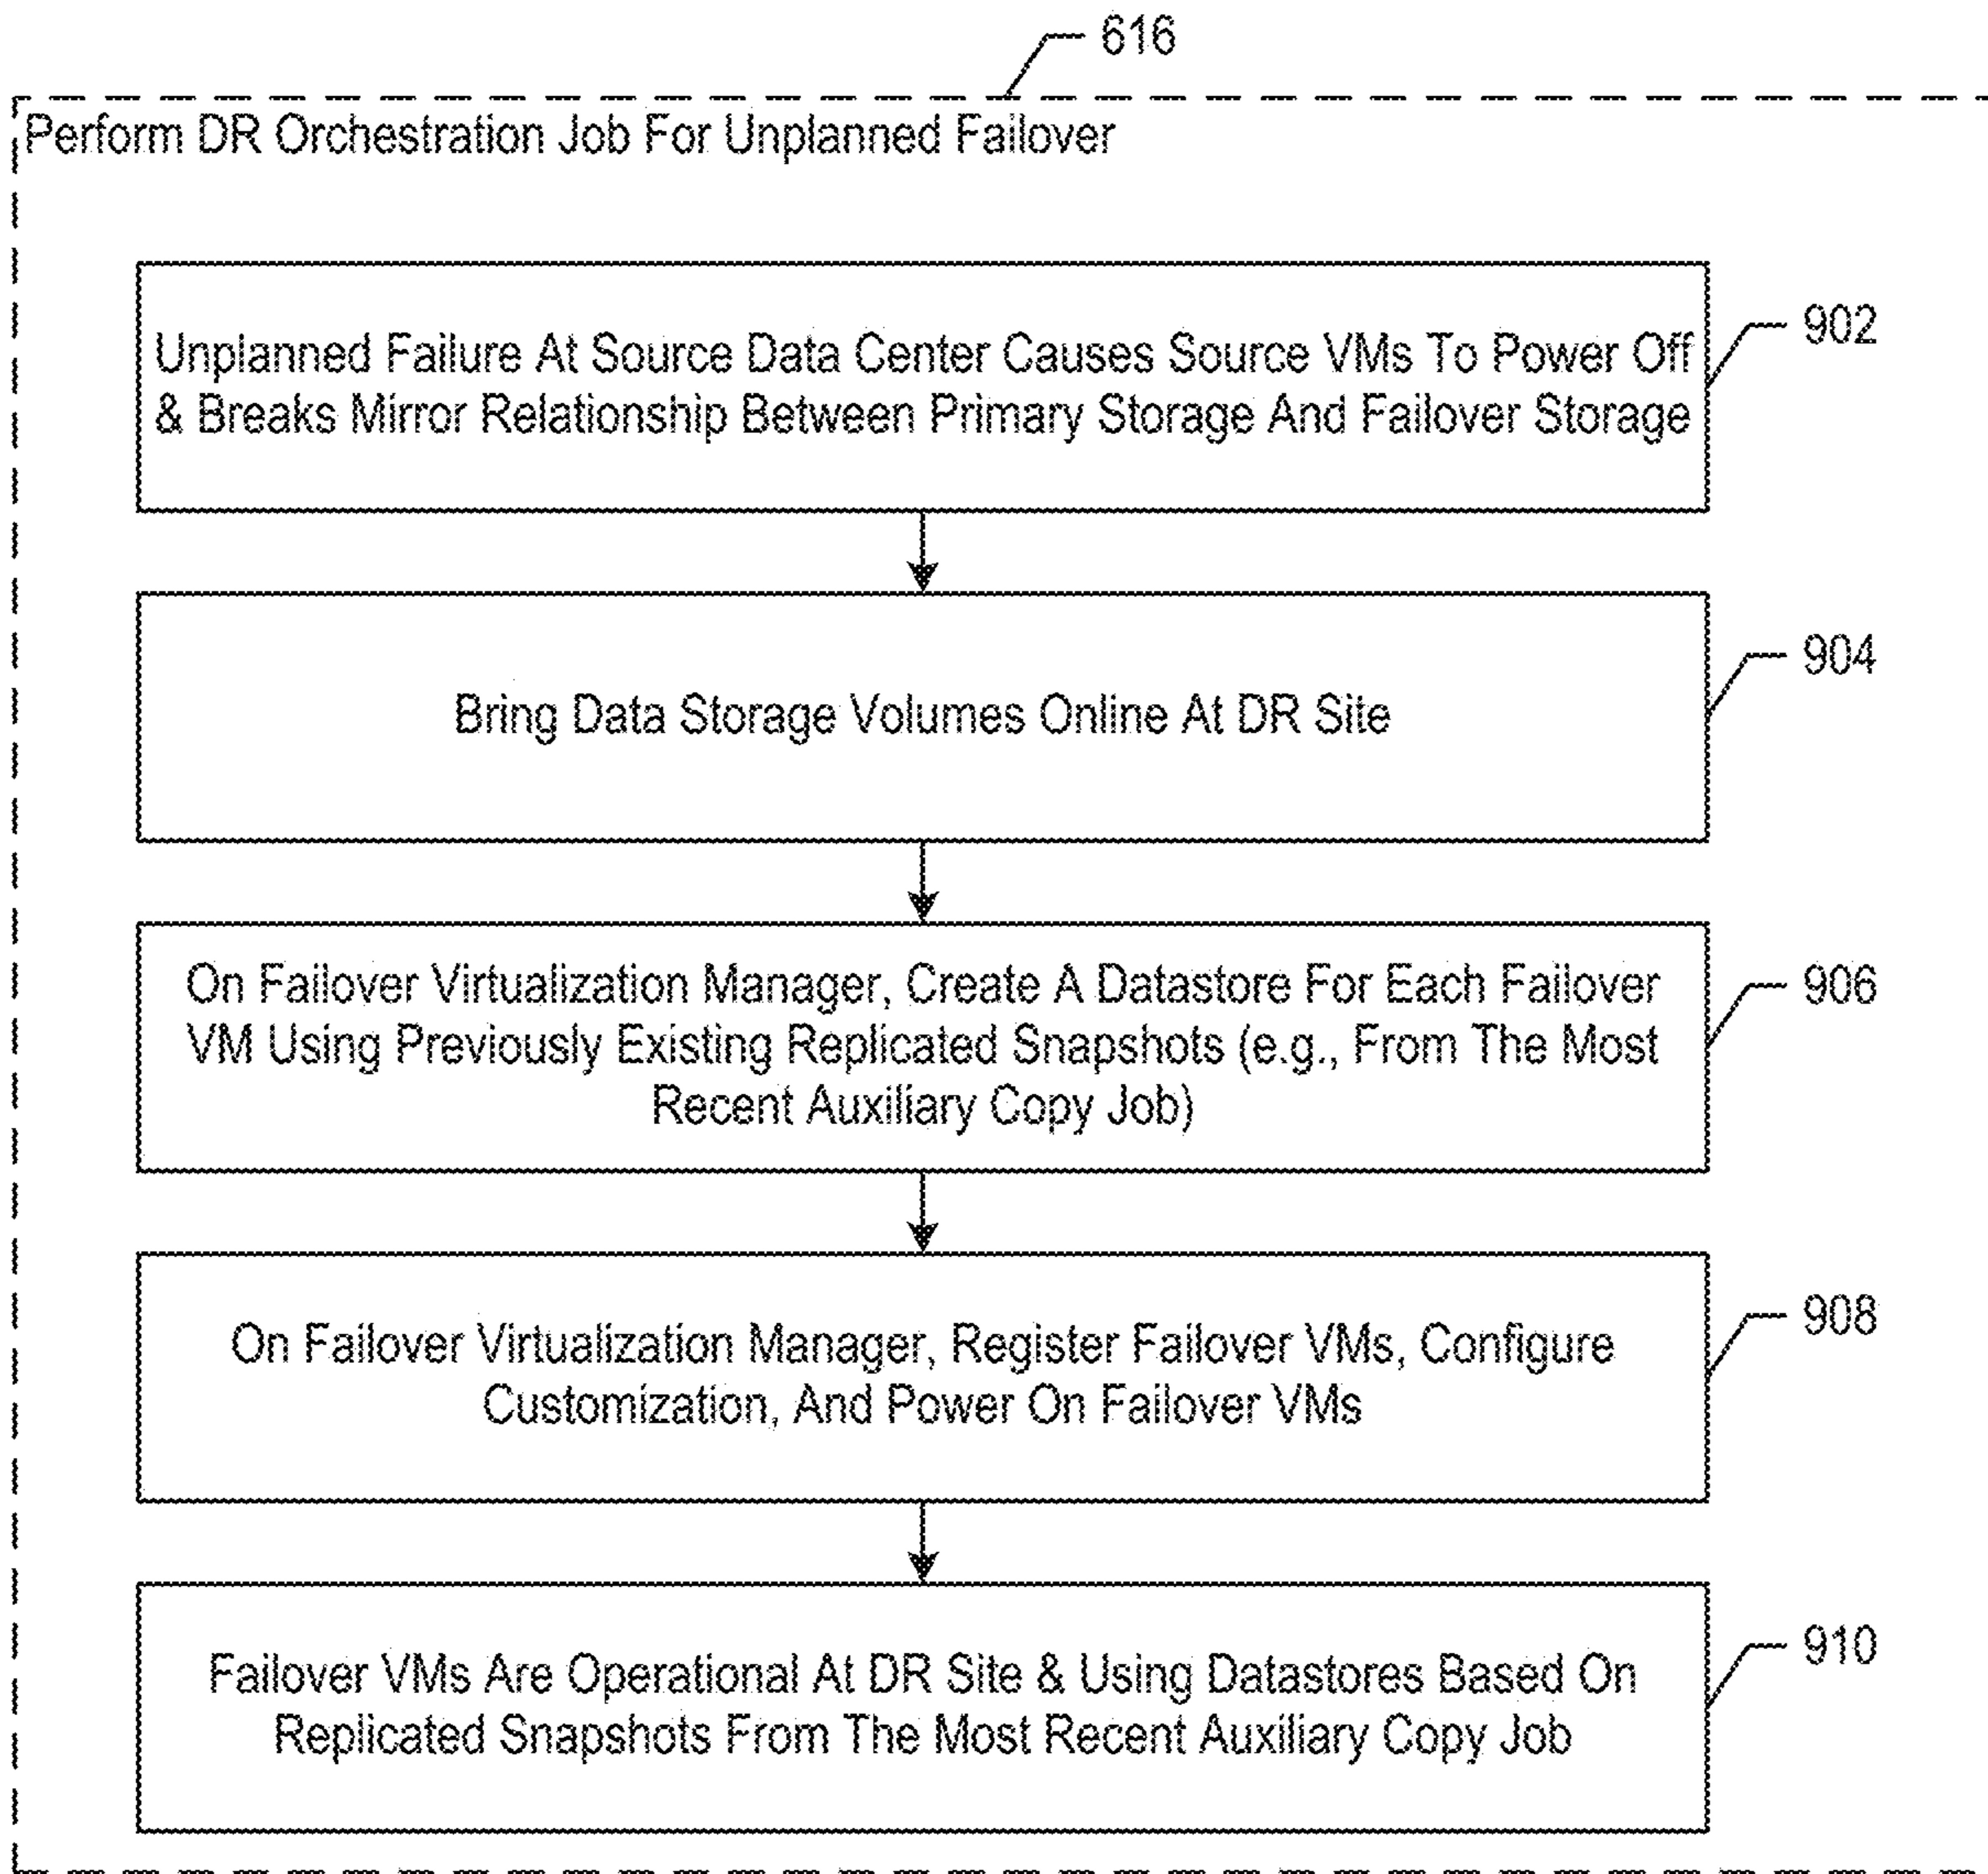 616
Perform DR Orchestration Job For Unplanned Failover
Unplanned Failure At Source Data Center Causes Source VMs To Power Off
& Breaks Mirror Relationship Between Primary Storage And Failover Storage
902
Bring Data Storage Volumes Online At DR Site
904
On Failover Virtualization Manager, Create A Datastore For Each Failover
VM Using Previously Existing Replicated Snapshots (e.g., From The Most
Recent Auxiliary Copy Job)
906
On Failover Virtualization Manager, Register Failover VMs, Configure
Customization, And Power On Failover VMs
908
Failover VMs Are Operational At DR Site & Using Datastores Based On
Replicated Snapshots From The Most Recent Auxiliary Copy Job
910